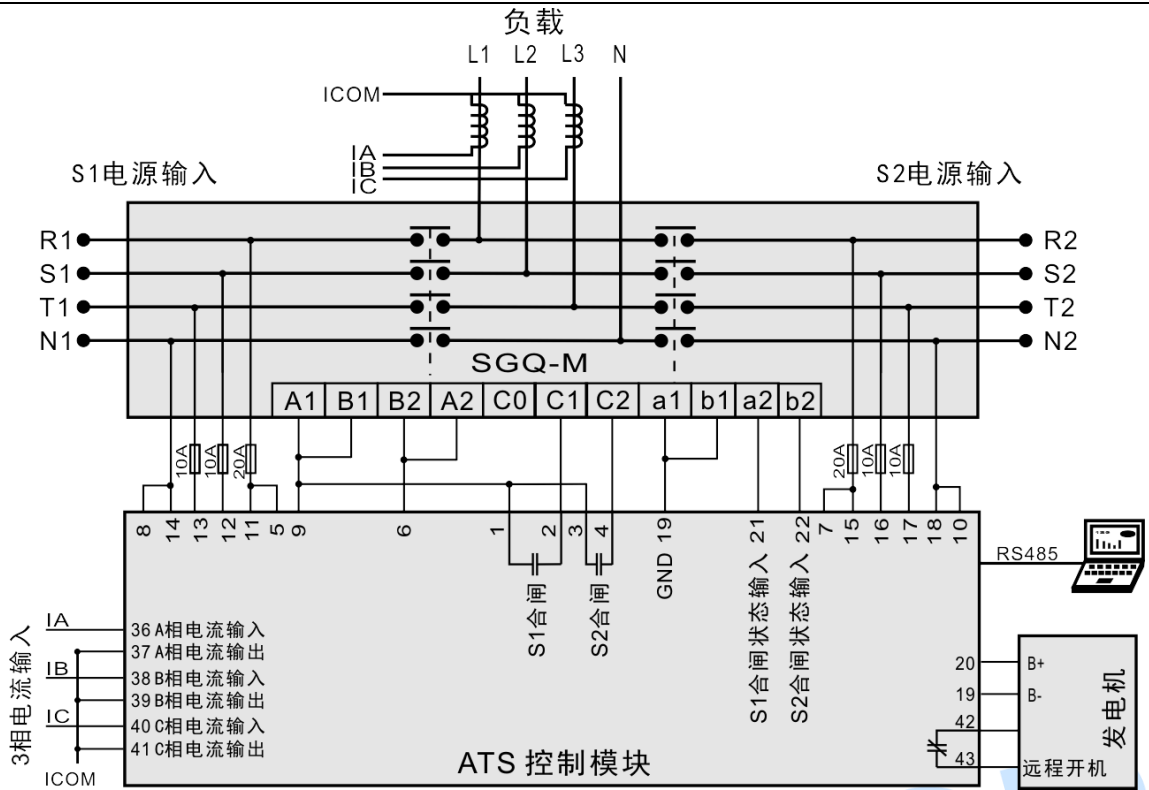 负载
L1 L2 L3 N
ICOM
IA
IB
IC
S1电源输入
S2电源输入
R1
S1
T1
N1
R2
S2
T2
N2
SGQ-M
A1 B1 B2 A2 C0 C1 C2 a1 b1 a2 b2
10A 10A 20A
20A 10A 10A
8 14 13 12 11 5 9 6 1 2 3 4 GND 19 S1合闸状态输入 21 S2合闸状态输入 22 7 15 16 17 18 10
S1合闸
S2合闸
RS485
3相电流输入
IA
IB
IC
ICOM
36 A相电流输入
37 A相电流输出
38 B相电流输入
39 B相电流输出
40 C相电流输入
41 C相电流输出
ATS 控制模块
20
19
42
43
B+
B-
发电机
远程开机